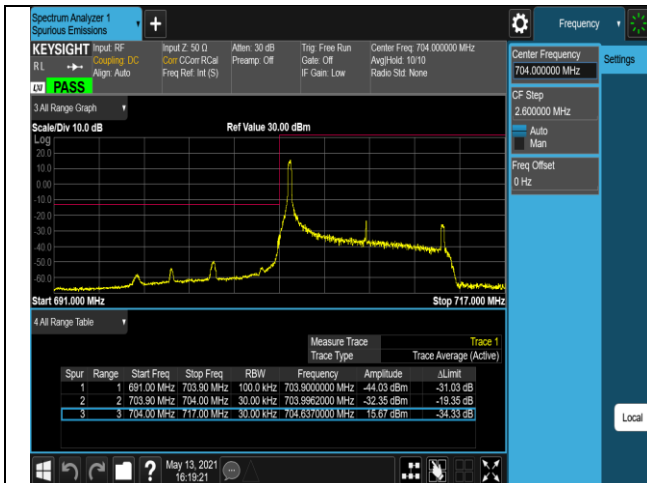 Spectrum Analyzer 1
Spurious Emissions
+
Frequency
KEYSIGHT
RL
LXI PASS
Input: RF
Coupling: DC
Align: Auto
Input Z: 50 Ω
Corr CCorr RCal
Freq Ref: Int (S)
Atten: 30 dB
Preamp: Off
Trig: Free Run
Gate: Off
IF Gain: Low
Center Freq: 704.000000 MHz
Avg|Hold: 10/10
Radio Std: None
Center Frequency
704.000000 MHz
Settings
CF Step
2.600000 MHz
Auto
Man
Freq Offset
0 Hz
3 All Range Graph
Scale/Div 10.0 dB
Ref Value 30.00 dBm
Log
20.0
10.0
0.00
-10.0
-20.0
-30.0
-40.0
-50.0
-60.0
Start 691.000 MHz
Stop 717.000 MHz
4 All Range Table
Measure Trace Trace 1
Trace Type Trace Average (Active)
Spur Range Start Freq Stop Freq RBW Frequency Amplitude ΔLimit
1 1 691.00 MHz 703.90 MHz 100.0 kHz 703.9000000 MHz -44.03 dBm -31.03 dB
2 2 703.90 MHz 704.00 MHz 30.00 kHz 703.9962000 MHz -32.35 dBm -19.35 dB
3 3 704.00 MHz 717.00 MHz 30.00 kHz 704.6370000 MHz 15.67 dBm -34.33 dB
Local
?
May 13, 2021
16:19:21